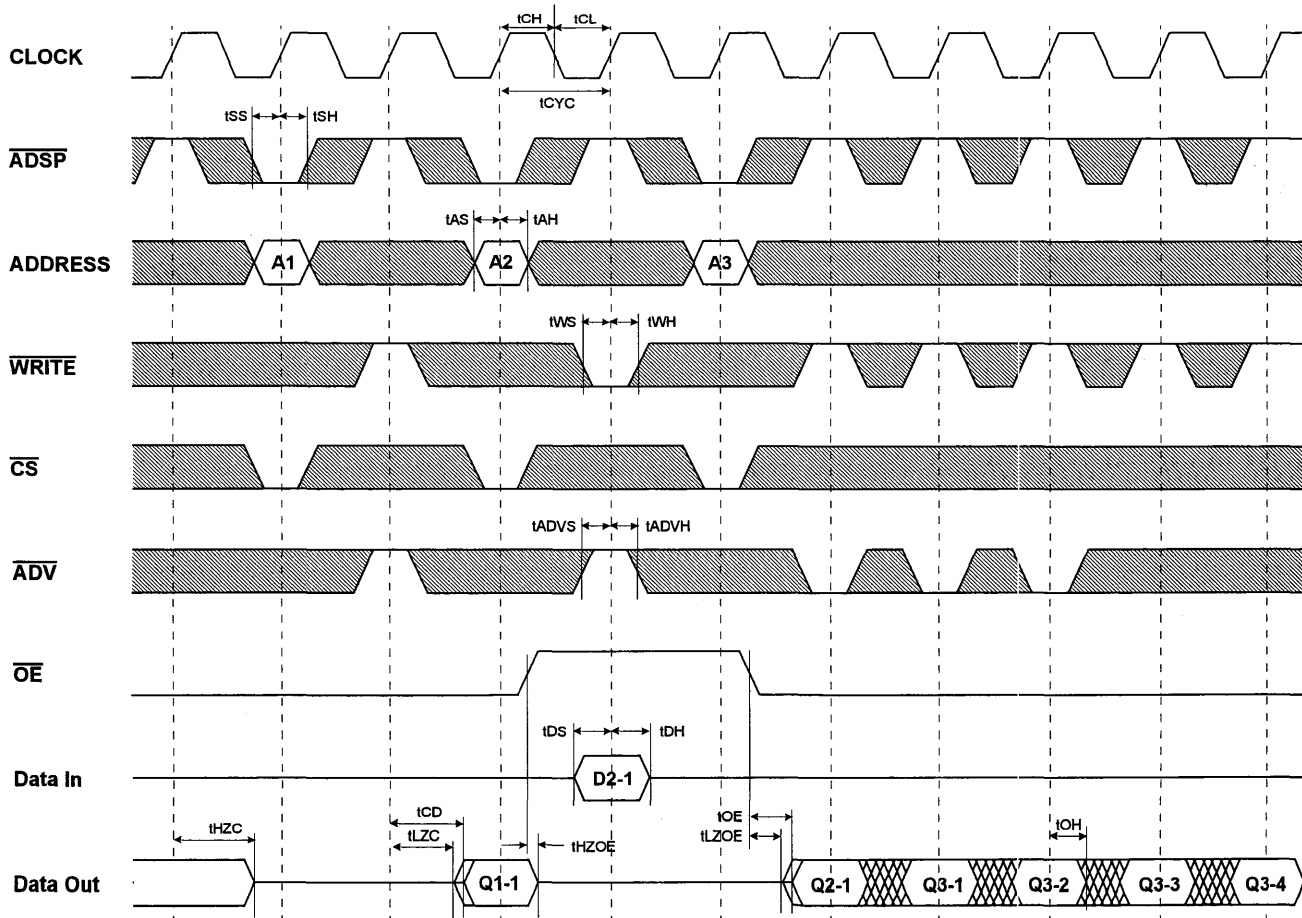 tCH tCL
CLOCK
tCYC
tSS tSH
ADSP
tAS tAH
ADDRESS A1 A2 A3
tWS tWH
WRITE
CS
tADVS tADVH
ADV
OE
tDS tDH
Data In D2-1
tHZC tCD tLZC tHZOE tOE tLZOE tOH
Data Out Q1-1 Q2-1 Q3-1 Q3-2 Q3-3 Q3-4